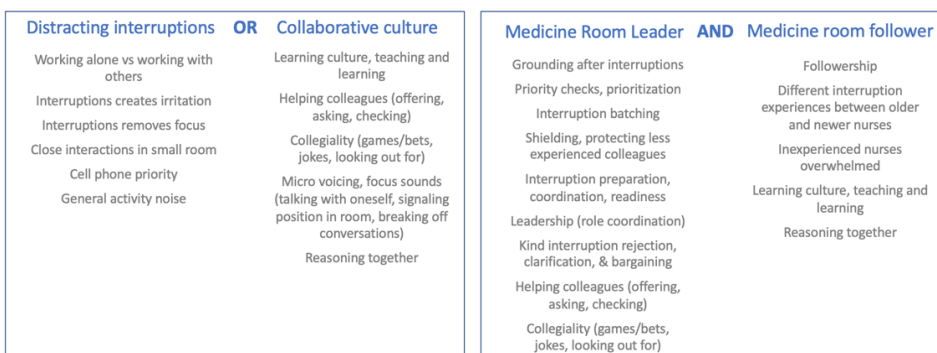 Distracting interruptions OR Collaborative culture
Working alone vs working with
others
Interruptions creates irritation
Interruptions removes focus
Close interactions in small room
Cell phone priority
General activity noise
Learning culture, teaching and
learning
Helping colleagues (offering,
asking, checking)
Collegiality (games/bets,
jokes, looking out for)
Micro voicing, focus sounds
(talking with oneself, signaling
position in room, breaking off
conversations)
Reasoning together
Medicine Room Leader AND Medicine room follower
Grounding after interruptions
Priority checks, prioritization
Interruption batching
Shielding, protecting less
experienced colleagues
Interruption preparation,
coordination, readiness
Leadership (role coordination)
Kind interruption rejection,
clarification, & bargaining
Helping colleagues (offering,
asking, checking)
Collegiality (games/bets,
jokes, looking out for)
Followership
Different interruption
experiences between older
and newer nurses
Inexperienced nurses
overwhelmed
Learning culture, teaching and
learning
Reasoning together